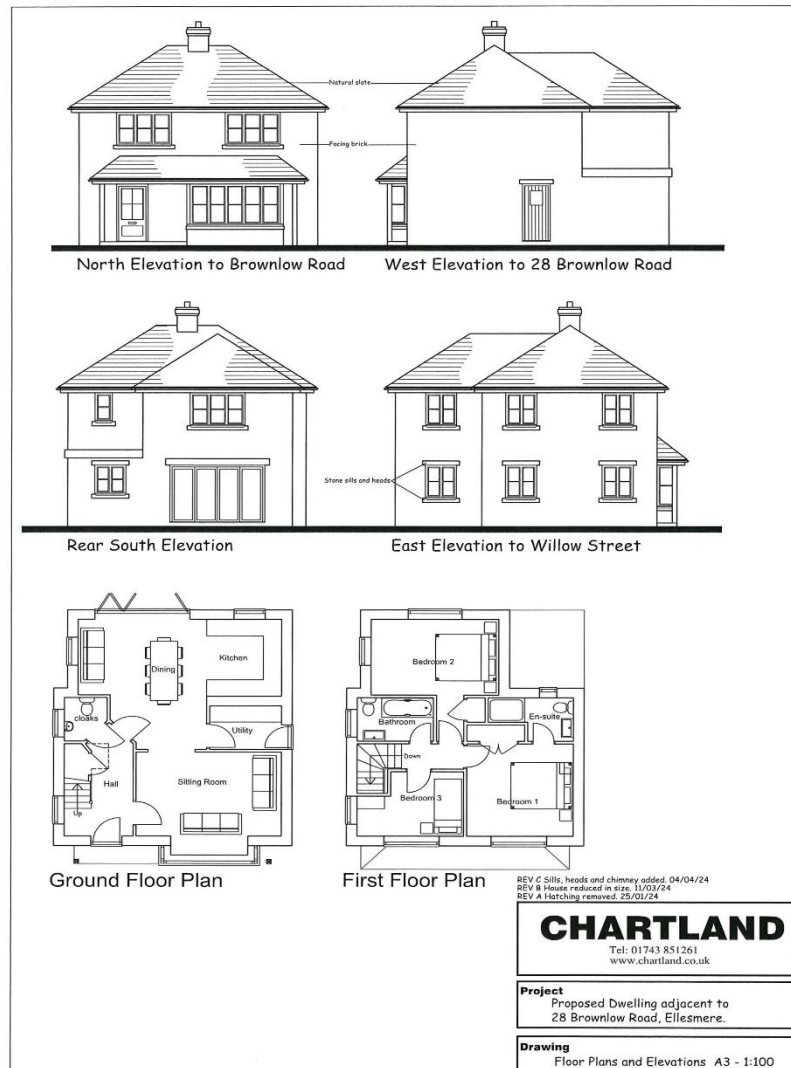 Natural slate
Facing brick
North Elevation to Brownlow Road
West Elevation to 28 Brownlow Road
Stone sills and heads
Rear South Elevation
East Elevation to Willow Street
Dining
Kitchen
cloaks
Utility
Hall
Sitting Room
Up
Ground Floor Plan
Bedroom 2
Bathroom
En-suite
Down
Bedroom 3
Bedroom 1
First Floor Plan
REV C Sills, heads and chimney added. 04/04/24
REV B House reduced in size. 11/03/24
REV A Hatching removed. 25/01/24
CHARTLAND
Tel: 01743 851261
www.chartland.co.uk
Project
Proposed Dwelling adjacent to
28 Brownlow Road, Ellesmere.
Drawing
Floor Plans and Elevations A3 - 1:100